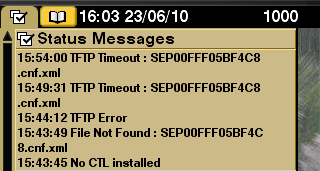 16:03 23/06/10 1000
Status Messages
15:54:00 TFTP Timeout : SEP00FFF05BF4C8
.cnf.xml
15:49:31 TFTP Timeout : SEP00FFF05BF4C8
.cnf.xml
15:44:12 TFTP Error
15:43:49 File Not Found : SEP00FFF05BF4C
8.cnf.xml
15:43:45 No CTL installed